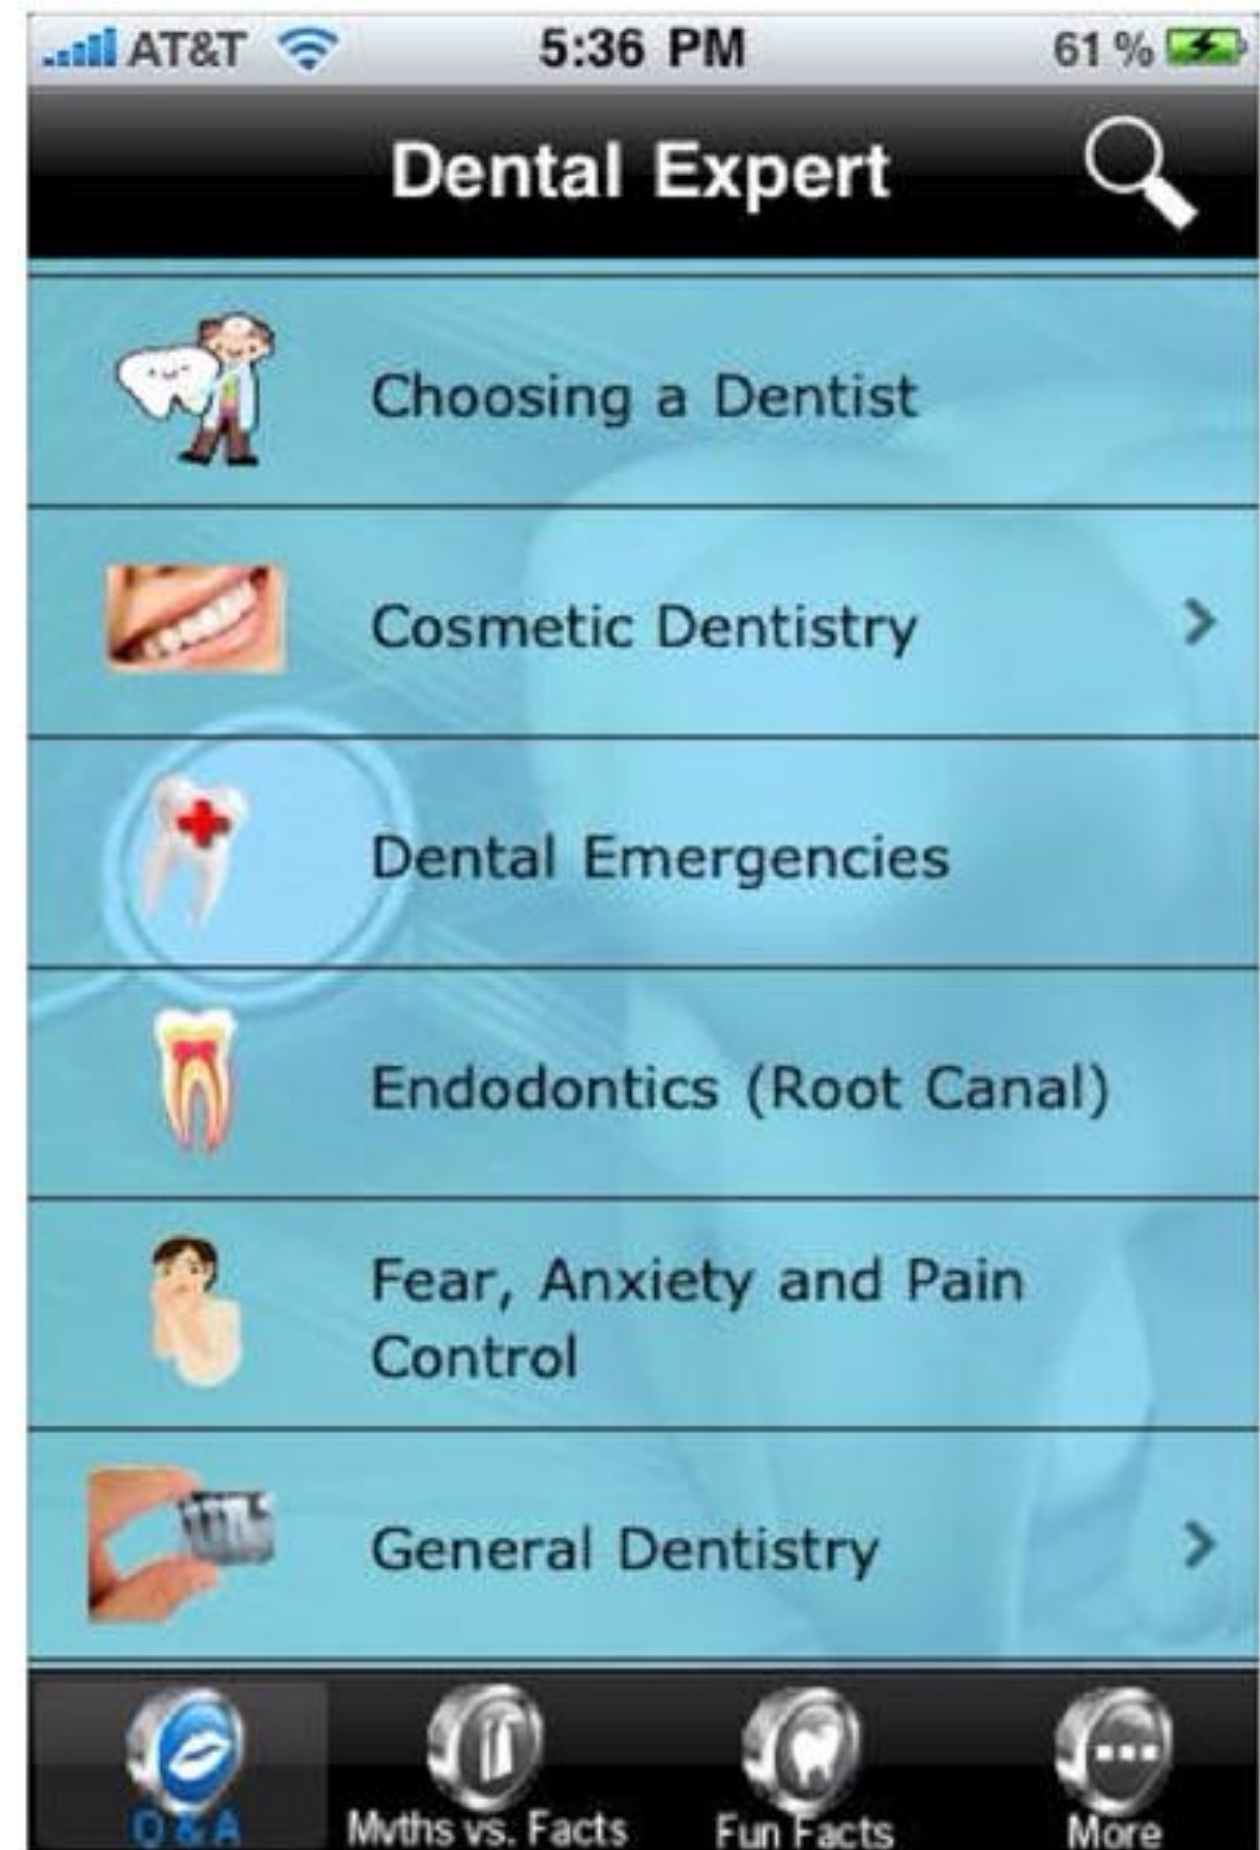 AT&T 5:36 PM 61%
Dental Expert
Choosing a Dentist
Cosmetic Dentistry
Dental Emergencies
Endodontics (Root Canal)
Fear, Anxiety and Pain
Control
General Dentistry
Q & A Myths vs. Facts Fun Facts More